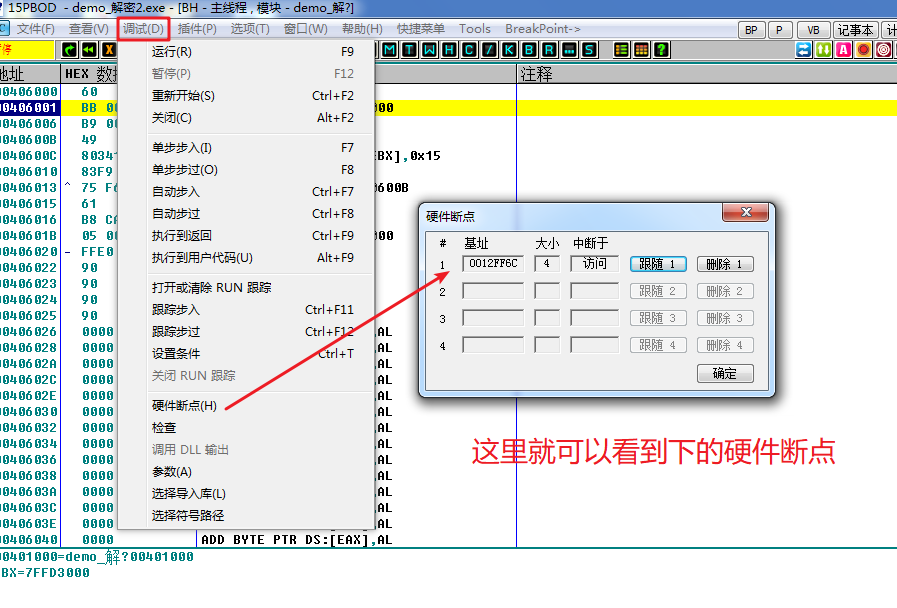 15PBOD - demo_解密2.exe - [BH - 主线程, 模块 - demo_解?]
文件(F) 查看(V) 调试(D) 插件(P) 选项(T) 窗口(W) 帮助(H) 快捷菜单 Tools BreakPoint->
BP P VB 记事本 计
停 X M T W H C / K B R ... S ? A
地址 HEX 数据 注释
运行(R) F9
暂停(P) F12
重新开始(S) Ctrl+F2
关闭(C) Alt+F2
单步步入(I) F7
单步步过(O) F8
自动步入 Ctrl+F7
自动步过 Ctrl+F8
执行到返回 Ctrl+F9
执行到用户代码(U) Alt+F9
打开或清除 RUN 跟踪
跟踪步入 Ctrl+F11
跟踪步过 Ctrl+F12
设置条件 Ctrl+T
关闭 RUN 跟踪
硬件断点(H)
检查
调用 DLL 输出
参数(A)
选择导入库(L)
选择符号路径
00406000 60
00406001 BB 00 000
00406006 B9 00
0040600B 49
0040600C 8034 EBX],0x15
00406010 83F9
00406013 ^ 75 F6 0600B
00406015 61
00406016 B8 CA
0040601B 05 00 000
00406020 - FFE0
00406022 90
00406023 90
00406024 90
00406025 90
00406026 0000 ,AL
00406028 0000 ,AL
0040602A 0000 ,AL
0040602C 0000 ,AL
0040602E 0000 ,AL
00406030 0000 ,AL
00406032 0000 ,AL
00406034 0000 ,AL
00406036 0000 ,AL
00406038 0000 ,AL
0040603A 0000 ,AL
0040603C 0000 ,AL
0040603E 0000 ,AL
00406040 0000 ADD BYTE PTR DS:[EAX],AL
硬件断点
# 基址 大小 中断于
1 0012FF6C 4 访问 跟随 1 删除 1
2 跟随 2 删除 2
3 跟随 3 删除 3
4 跟随 4 删除 4
确定
这里就可以看到下的硬件断点
00401000=demo_解?00401000
BX=7FFD3000